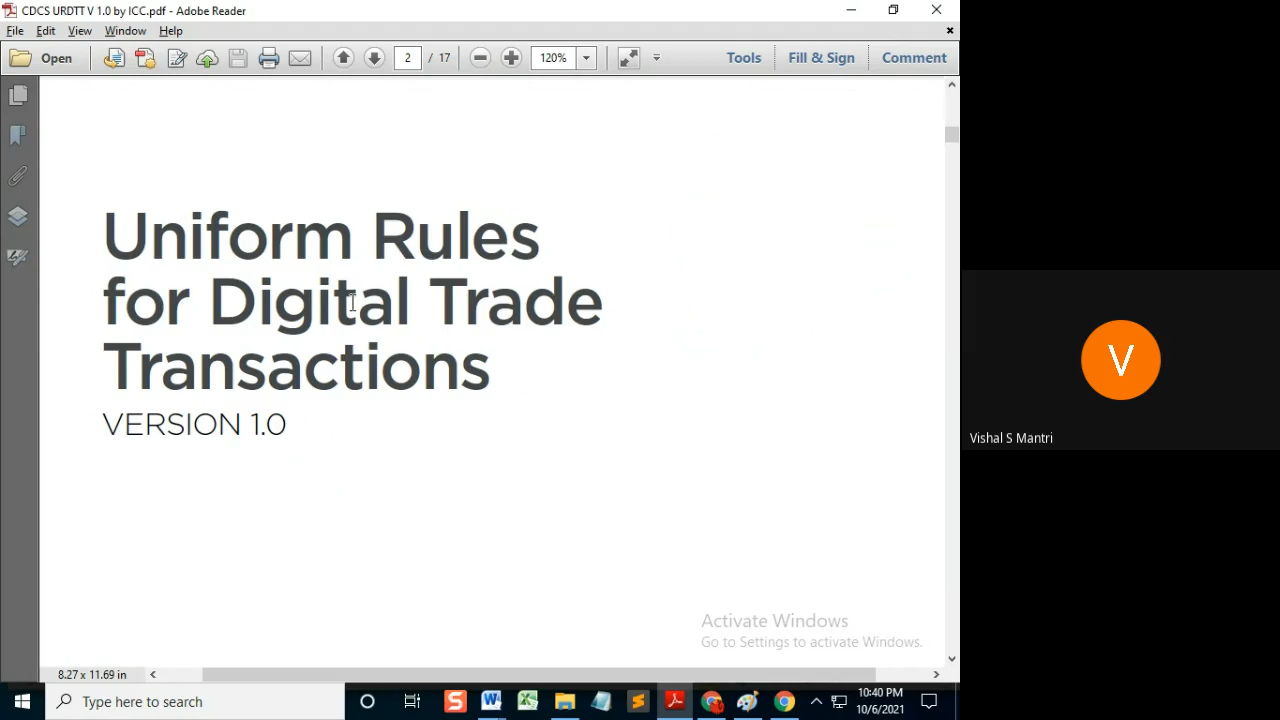 CDCS URDTT V 1.0 by ICC.pdf - Adobe Reader
File Edit View Window Help
Open 2 / 17 120% Tools Fill & Sign Comment
Uniform Rules
for Digital Trade
Transactions
VERSION 1.0
V
Vishal S Mantri
Activate Windows
Go to Settings to activate Windows.
8.27 x 11.69 in
Type here to search
10:40 PM
10/6/2021